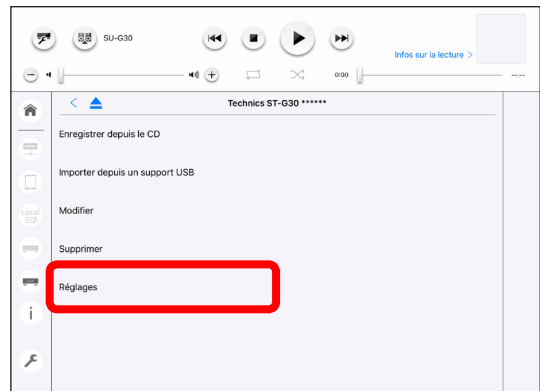 SU-G30
Infos sur la lecture >
0:00
--:--
Technics ST-G30 ******
Enregistrer depuis le CD
Importer depuis un support USB
Modifier
Local
Supprimer
Réglages
i